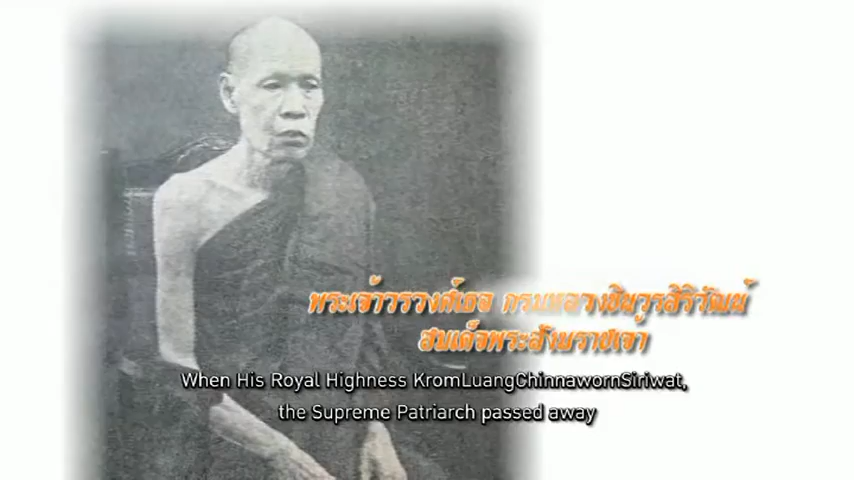 พระเจ้าวรวงศ์เธอ กรมหลวงชินวรสิริวัฒน์
สมเด็จพระสังฆราชเจ้า
When His Royal Highness KromLuangChinnawornSiriwat,
the Supreme Patriarch passed away